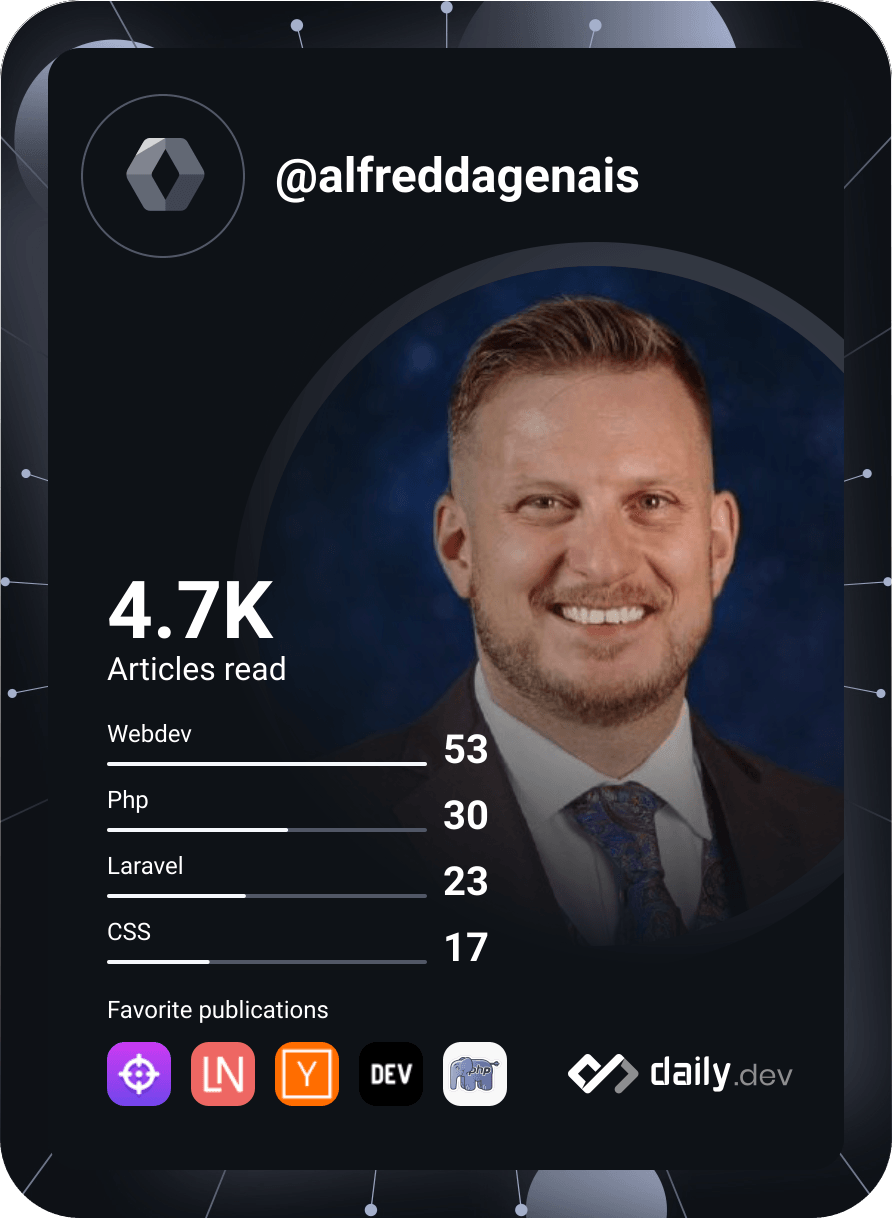 @alfreddagenais
4.7K
Articles read
Webdev
53
Php
30
Laravel
23
CSS
17
Favorite publications
LN
Y
DEV
php
daily.dev